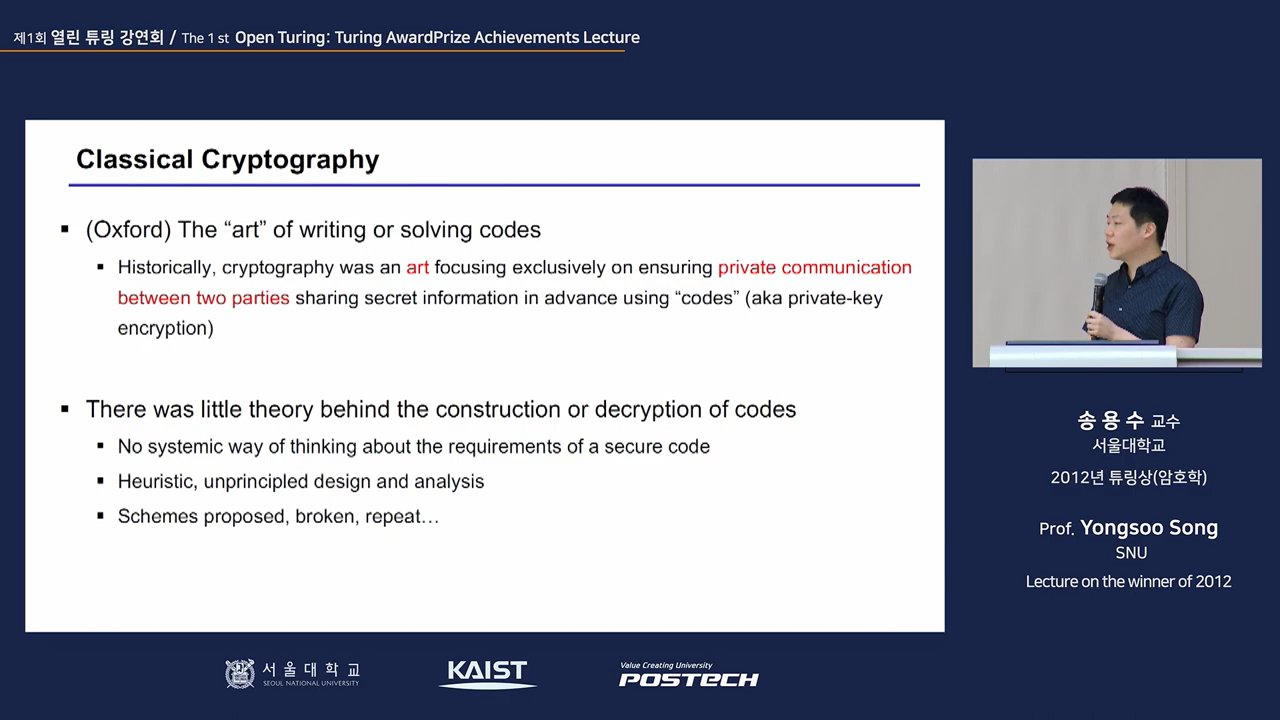 제1회 열린 튜링 강연회 / The 1 st Open Turing: Turing AwardPrize Achievements Lecture
Classical Cryptography
(Oxford) The “art” of writing or solving codes
Historically, cryptography was an art focusing exclusively on ensuring private communication
between two parties sharing secret information in advance using “codes” (aka private-key
encryption)
There was little theory behind the construction or decryption of codes
No systemic way of thinking about the requirements of a secure code
Heuristic, unprincipled design and analysis
Schemes proposed, broken, repeat…
송 용 수 교수
서울대학교
2012년 튜링상(암호학)
Prof. Yongsoo Song
SNU
Lecture on the winner of 2012
서울대학교
SEOUL NATIONAL UNIVERSITY
KAIST
Value Creating University
POSTECH